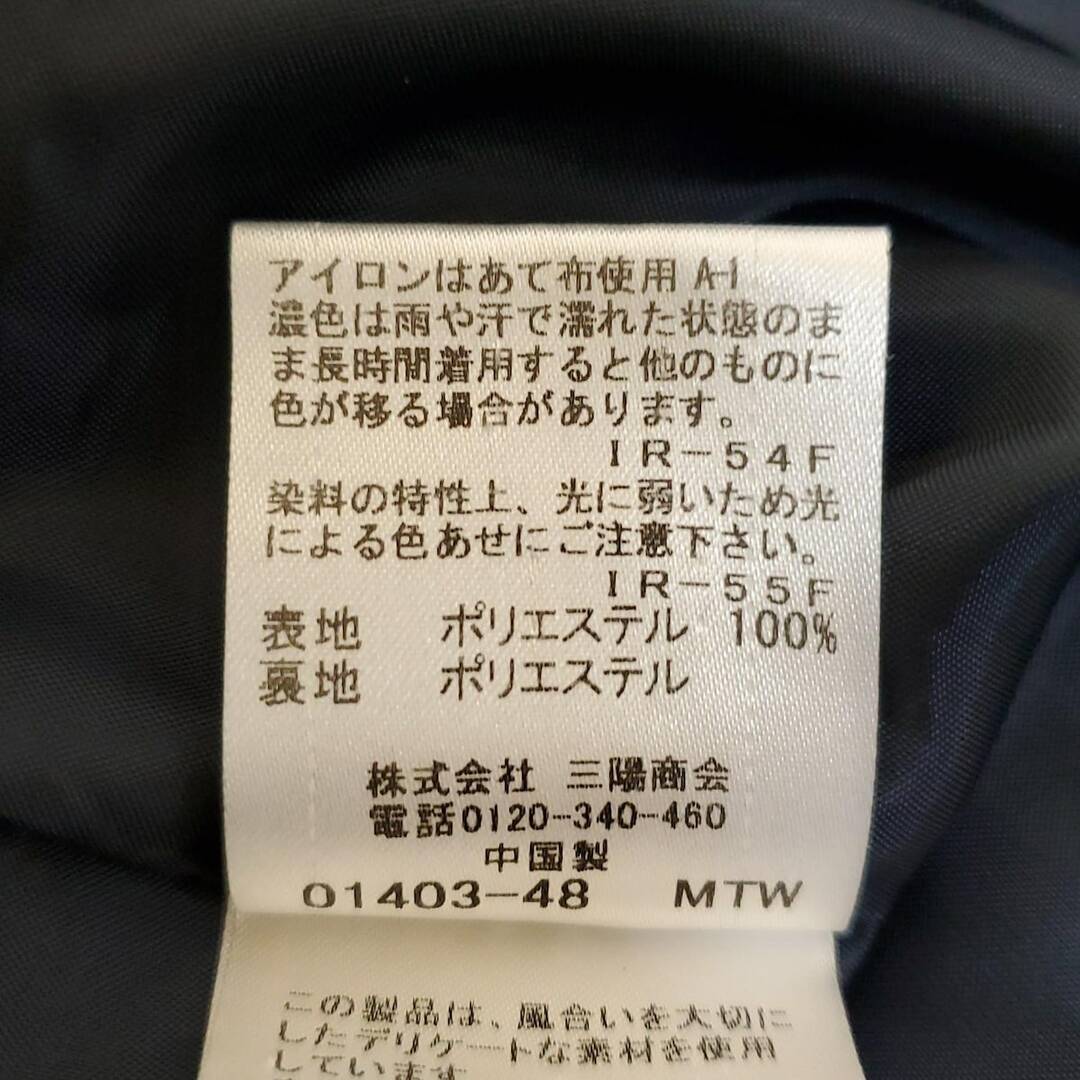 アイロンはあて布使用 A-1
濃色は雨や汗で濡れた状態のま
ま長時間着用すると他のものに
色が移る場合があります。
IR-54F
染料の特性上、光に弱いため光
による色あせにご注意下さい。
IR-55F
表地 ポリエステル 100%
裏地 ポリエステル
株式会社 三陽商会
電話0120-340-460
中国製
01403-48 MTW
この製品は、風合いを大切に
したデリケートな素材を使用
しています